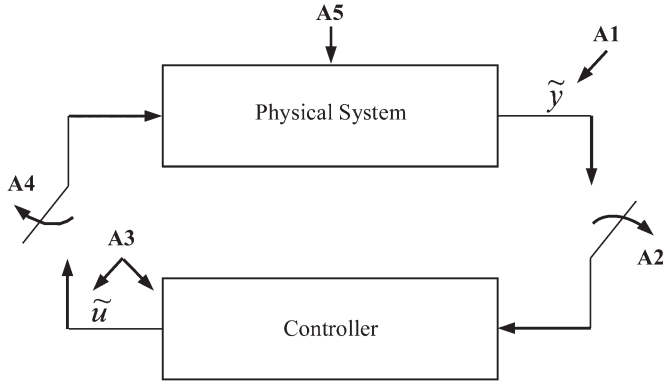 A5
A1
Physical System
ỹ
A4
A2
A3
ũ
Controller